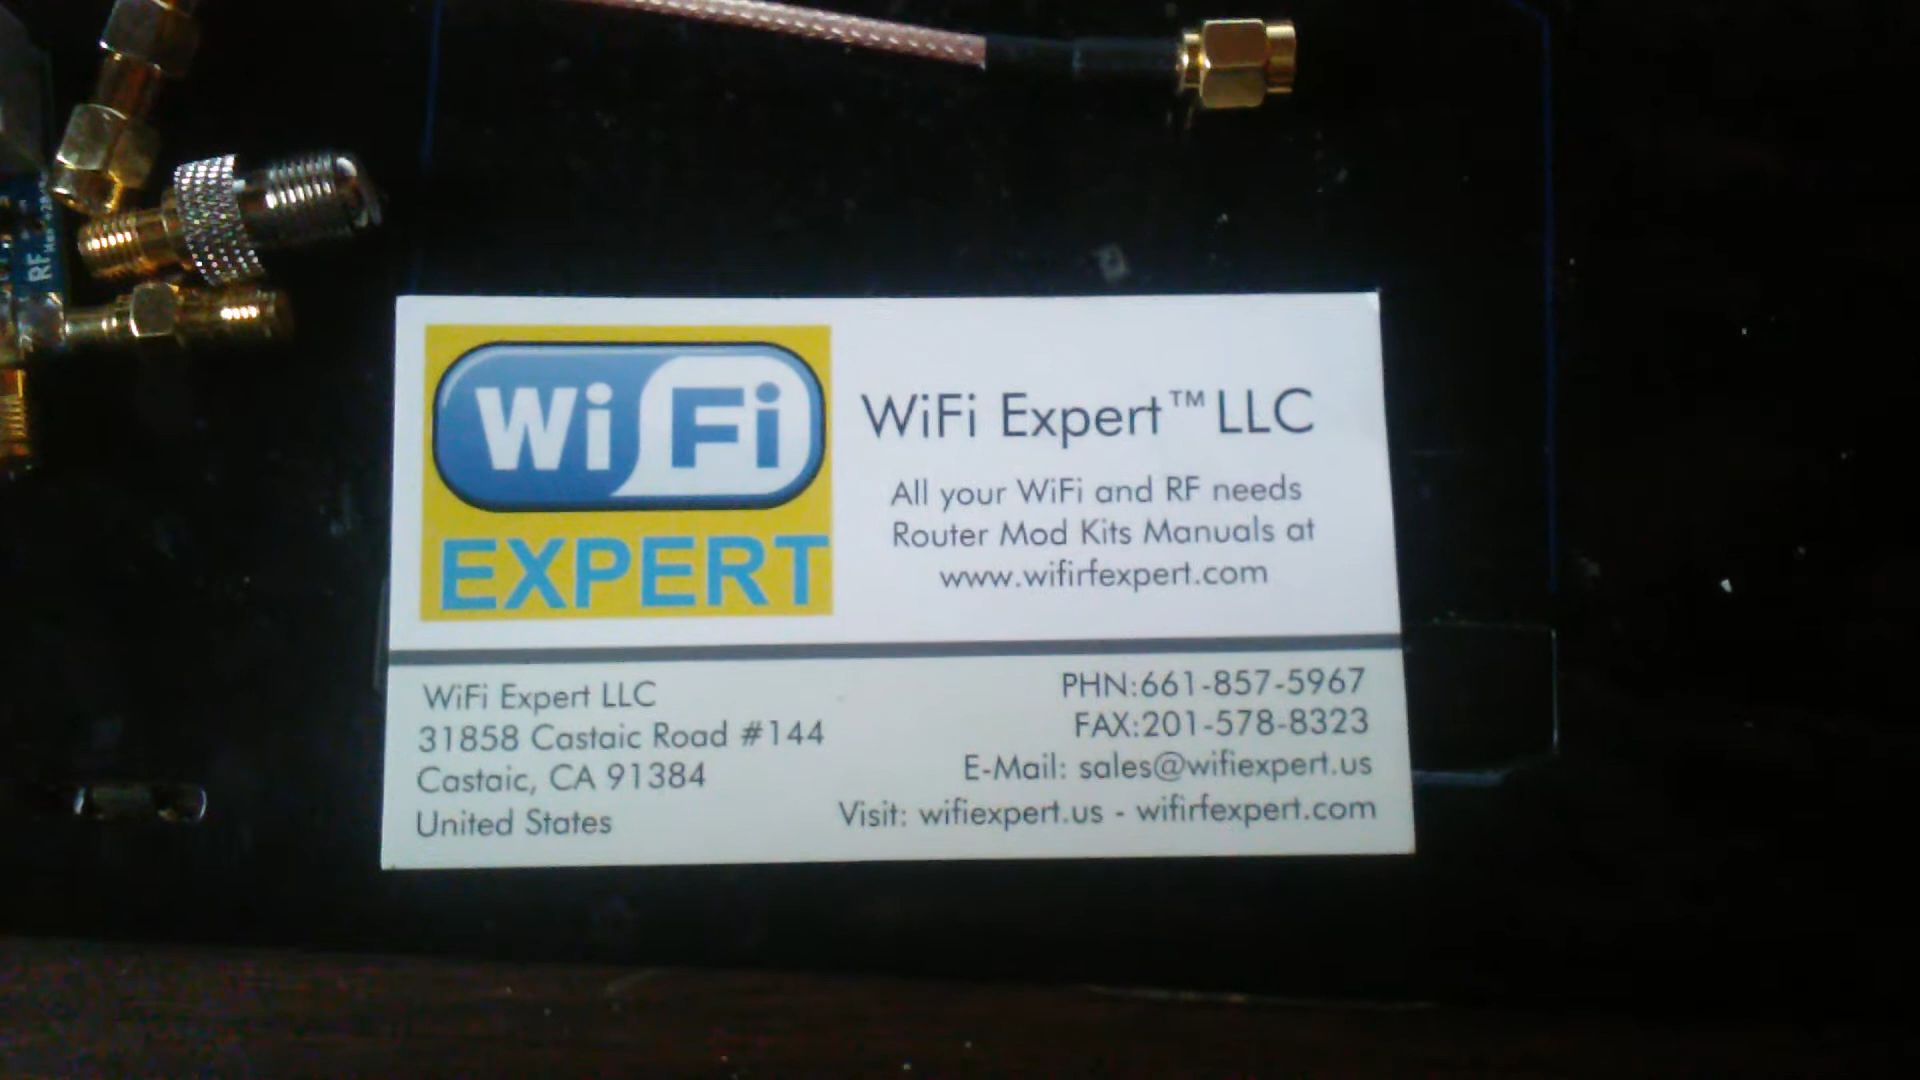 WiFi
EXPERT
WiFi Expert™ LLC
All your WiFi and RF needs
Router Mod Kits Manuals at
www.wifirfexpert.com
WiFi Expert LLC
31858 Castaic Road #144
Castaic, CA 91384
United States
PHN:661-857-5967
FAX:201-578-8323
E-Mail: sales@wifiexpert.us
Visit: wifiexpert.us - wifirfexpert.com
RF